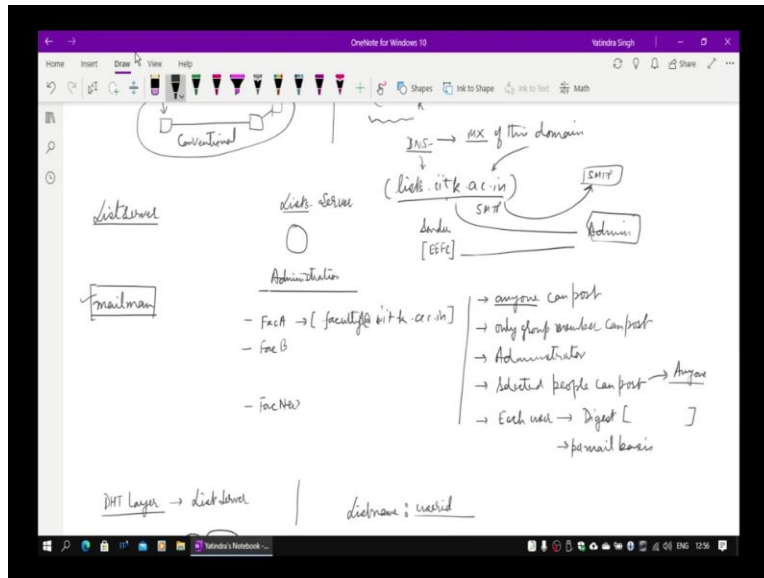 OneNote for Windows 10
Yatindra Singh
Home Insert Draw View Help
Share
Shapes Ink to Shape Ink to Text Math
Conventional
DNS → MX of this domain
(lists.iitk.ac.in)
SMTP
SMTP
ListServer
Lists Server
Sender
[EEFC]
Admin
Administration
mailman
- FacA → [faculty@iitk.ac.in]
- Fac B
- Fac New
→ anyone can post
→ only group member can post
→ Administrator
→ Selected people can post → Anyone
→ Each user → Digest [ ]
→ per mail basis
DHT Layer → List Server
Listname: userid
Yatindra's Notebook -...
ENG 12:56